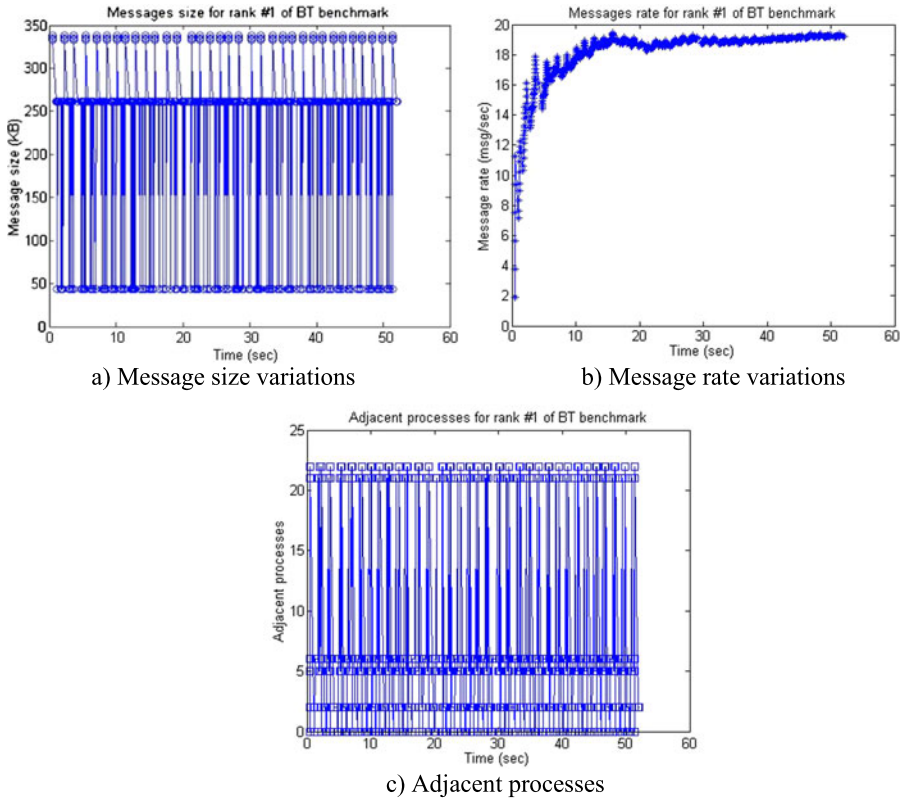 Messages size for rank #1 of BT benchmark
350
300
250
200
150
100
50
0
Message size (KB)
0 10 20 30 40 50 60
Time (sec)
a) Message size variations
Messages rate for rank #1 of BT benchmark
20
18
16
14
12
10
8
6
4
2
0
Message rate (msg/sec)
0 10 20 30 40 50 60
Time (sec)
b) Message rate variations
Adjacent processes for rank #1 of BT benchmark
25
20
15
10
5
0
Adjacent processes
0 10 20 30 40 50 60
Time (sec)
c) Adjacent processes